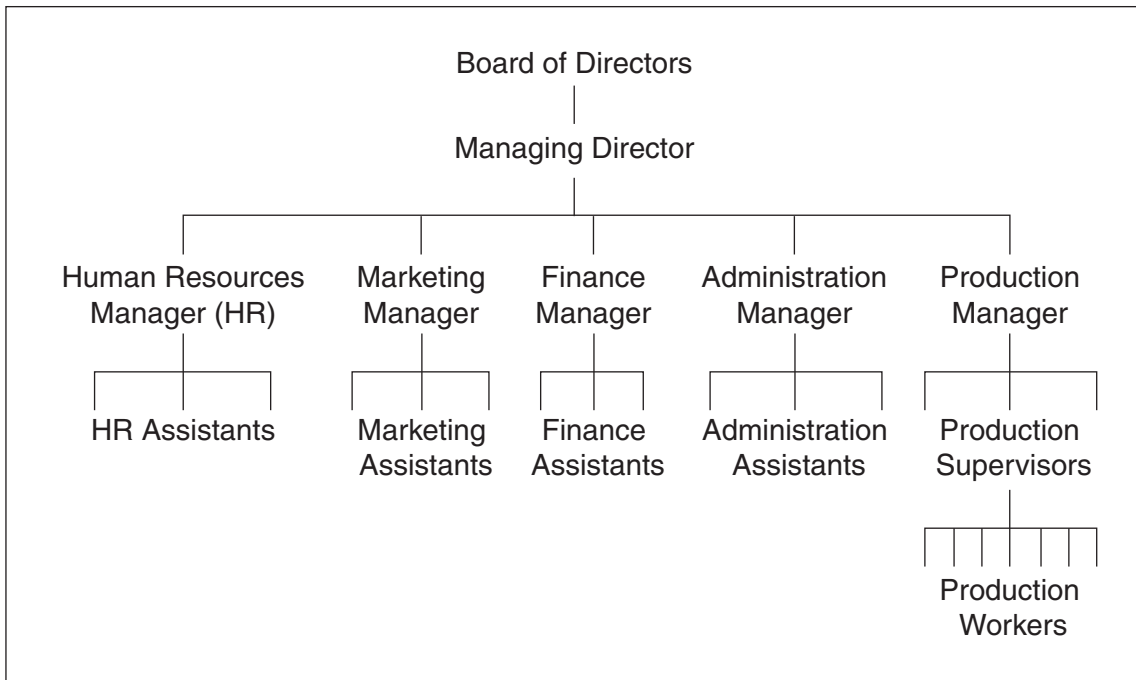 Board of Directors
Managing Director
Human Resources
Manager (HR)
Marketing
Manager
Finance
Manager
Administration
Manager
Production
Manager
HR Assistants
Marketing
Assistants
Finance
Assistants
Administration
Assistants
Production
Supervisors
Production
Workers